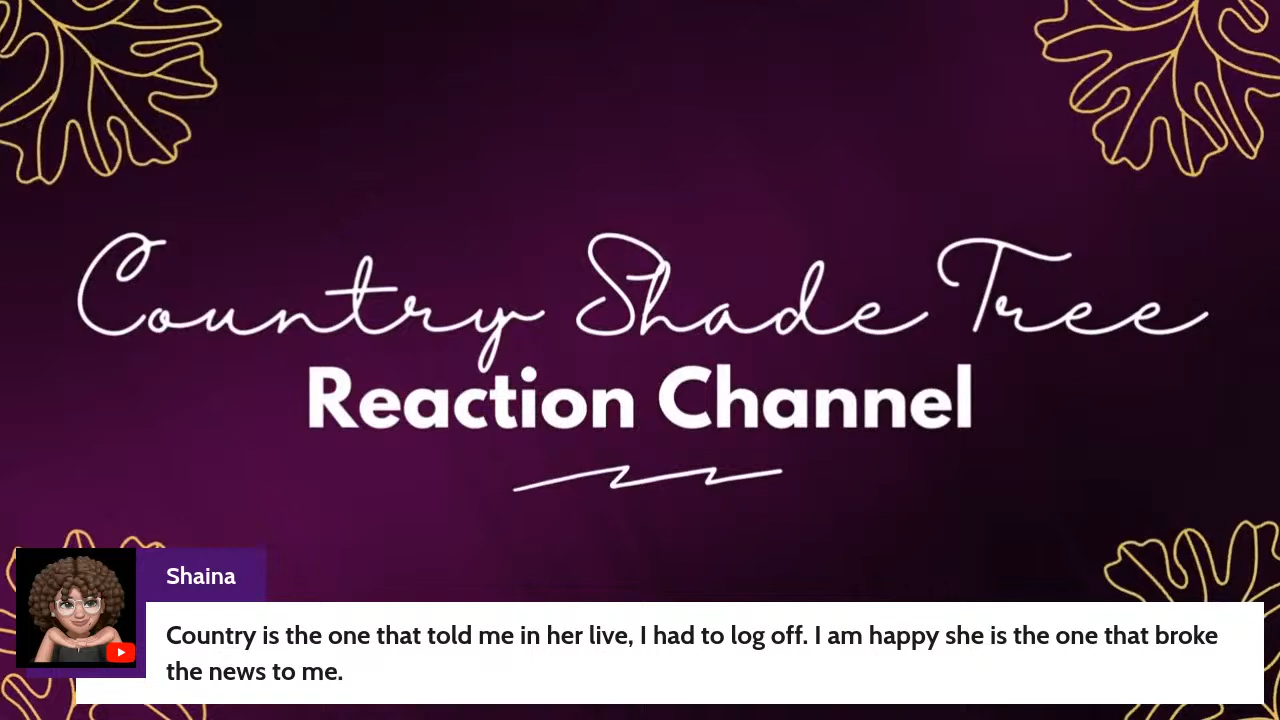 Country Shade Tree
Reaction Channel
Shaina
Country is the one that told me in her live, I had to log off. I am happy she is the one that broke
the news to me.